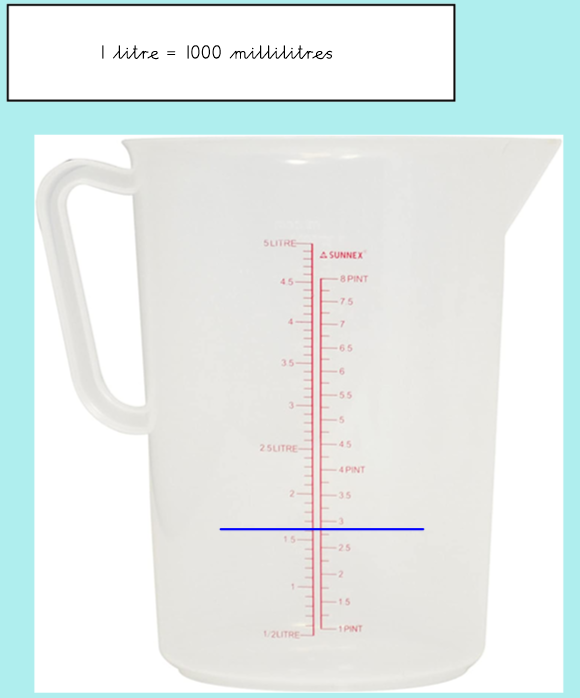 1 litre = 1000 millilitres
5 LITRE
SUNNEX
4.5
8 PINT
7.5
4
7
6.5
3.5
6
5.5
3
5
2.5 LITRE
4.5
4 PINT
2
3.5
3
1.5
2.5
2
1
1.5
1/2 LITRE
1 PINT